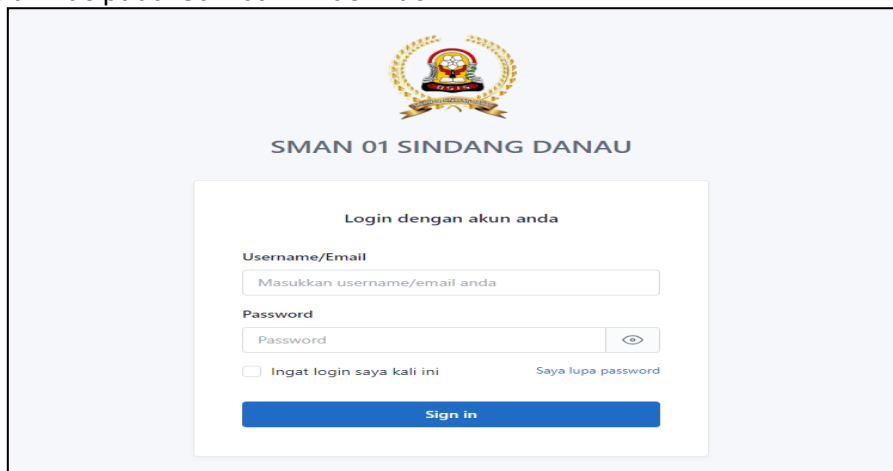 SMAN 01 SINDANG DANAU
Login dengan akun anda
Username/Email
Masukkan username/email anda
Password
Password
Ingat login saya kali ini
Saya lupa password
Sign in